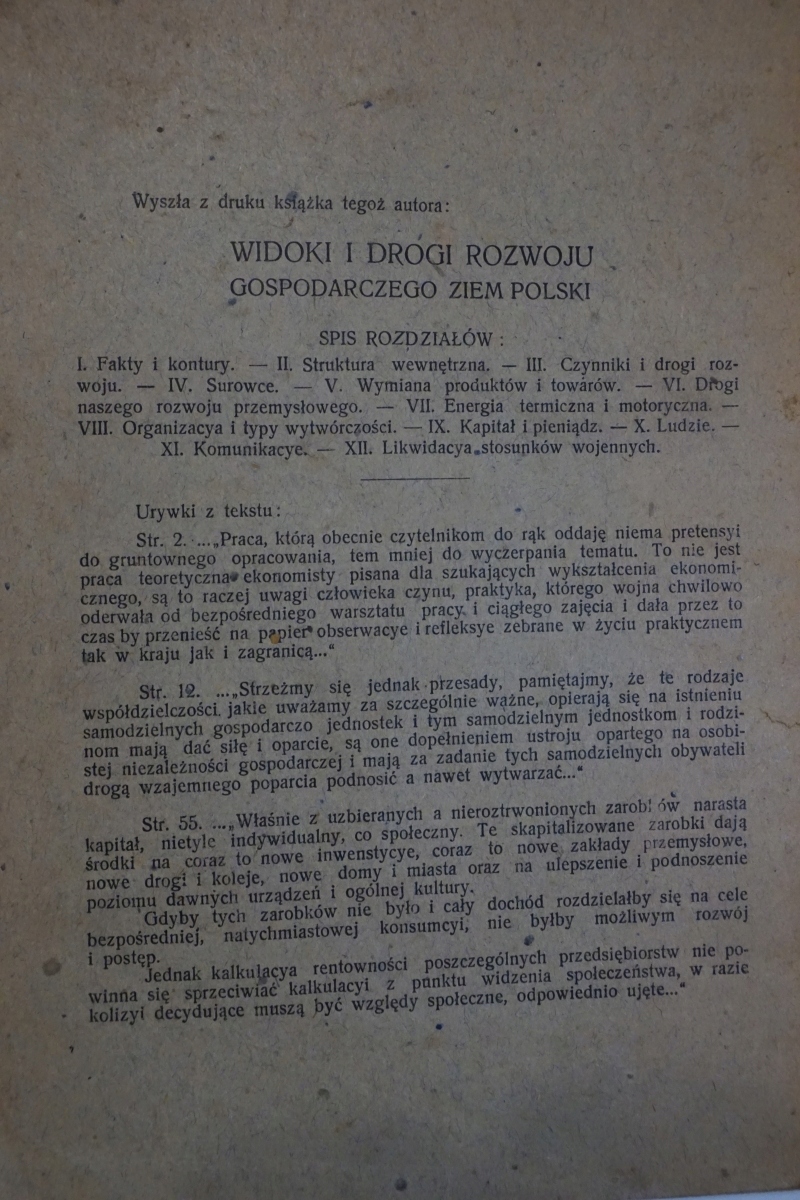 Wyszła z druku książka tegoż autora:
WIDOKI I DROGI ROZWOJU
GOSPODARCZEGO ZIEM POLSKI
SPIS ROZDZIAŁÓW:
I. Fakty i kontury. — II. Struktura wewnętrzna. — III. Czynniki i drogi roz-
woju. — IV. Surowce. — V. Wymiana produktów i towarów. — VI. Drogi
naszego rozwoju przemysłowego. — VII. Energia termiczna i motoryczna. —
VIII. Organizacya i typy wytwórczości. — IX. Kapitał i pieniądz. — X. Ludzie. —
XI. Komunikacye. — XII. Likwidacya stosunków wojennych.
Urywki z tekstu:
Str. 2. ...„Praca, którą obecnie czytelnikom do rąk oddaję niema pretensyi
do gruntownego opracowania, tem mniej do wyczerpania tematu. To nie jest
praca teoretyczna ekonomisty pisana dla szukających wykształcenia ekonomi-
cznego, są to raczej uwagi człowieka czynu, praktyka, którego wojna chwilowo
oderwała od bezpośredniego warsztatu pracy i ciągłego zajęcia i dała przez to
czas by przenieść na papier obserwacye i refleksye zebrane w życiu praktycznem
tak w kraju jak i zagranicą...“
Str. 12. ...„Strzeżmy się jednak przesady, pamiętajmy, że te rodzaje
współdzielczości, jakie uważamy za szczególnie ważne, opierają się na istnieniu
samodzielnych gospodarczo jednostek i tym samodzielnym jednostkom i rodzi-
nom mają dać siłę i oparcie, są one dopełnieniem ustroju opartego na osobi-
stej niezależności gospodarczej i mają za zadanie tych samodzielnych obywateli
drogą wzajemnego poparcia podnosić a nawet wytwarzać...“
Str. 55. ...„Właśnie z uzbieranych a nieroztrwonionych zarobków narasta
kapitał, nietyle indywidualny, co społeczny. Te skapitalizowane zarobki dają
środki na coraz to nowe inwenstycye, coraz to nowe zakłady przemysłowe,
nowe drogi i koleje, nowe domy i miasta oraz na ulepszenie i podnoszenie
poziomu dawnych urządzeń i ogólnej kultury.
Gdyby tych zarobków nie było i cały dochód rozdzielałby się na cele
bezpośredniej, natychmiastowej konsumcyi, nie byłby możliwym rozwój
i postęp.
Jednak kalkulacya rentowności poszczególnych przedsiębiorstw nie po-
winna się sprzeciwiać kalkulacyi z punktu widzenia społeczeństwa, w razie
kolizyi decydujące muszą być względy społeczne, odpowiednio ujęte...“